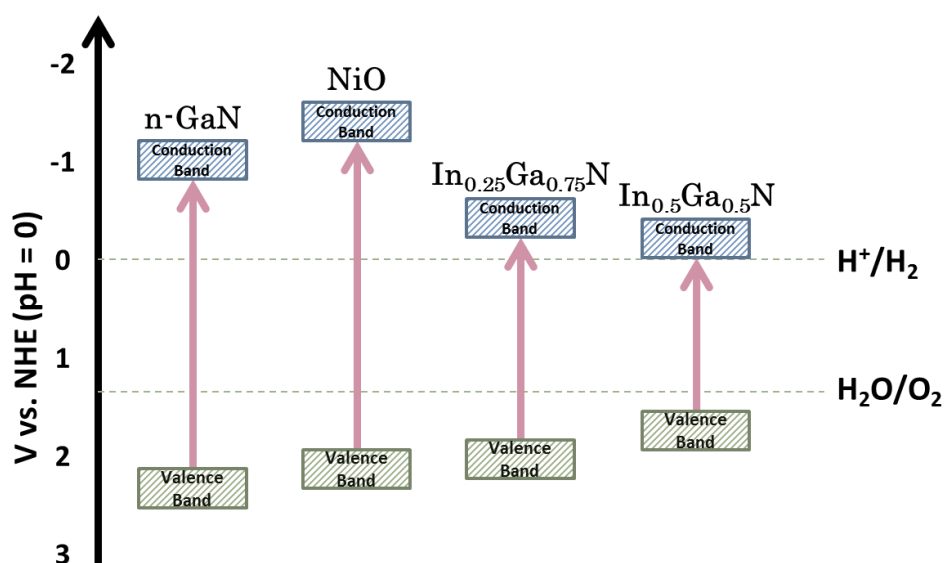 -2
-1
0
1
2
3
V vs. NHE (pH = 0)
n-GaN
Conduction
Band
Valence
Band
NiO
Conduction
Band
Valence
Band
In₀.₂₅Ga₀.₇₅N
Conduction
Band
Valence
Band
In₀.₅Ga₀.₅N
Conduction
Band
Valence
Band
H⁺/H₂
H₂O/O₂